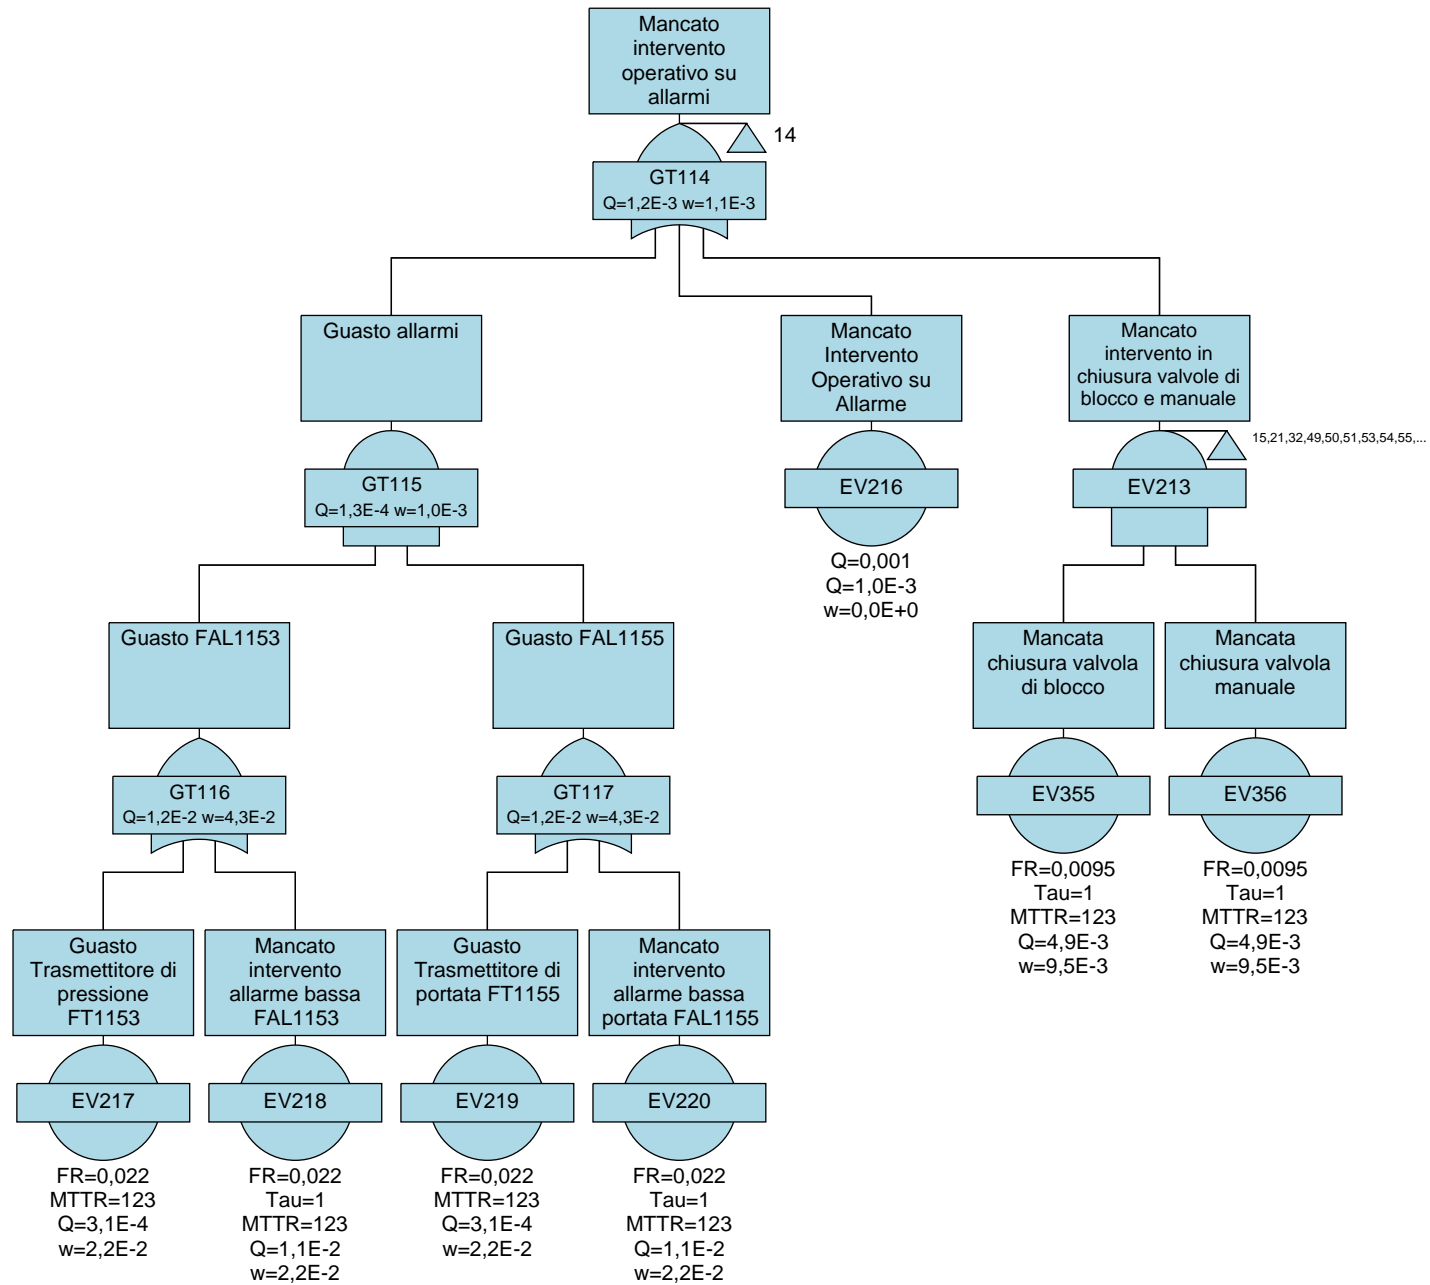 Mancato
intervento
operativo su
allarmi
14
GT114
Q=1,2E-3 w=1,1E-3
Guasto allarmi
Mancato
Intervento
Operativo su
Allarme
Mancato
intervento in
chiusura valvole di
blocco e manuale
15,21,32,49,50,51,53,54,55,...
GT115
Q=1,3E-4 w=1,0E-3
EV216
Q=0,001
Q=1,0E-3
w=0,0E+0
EV213
Guasto FAL1153
Guasto FAL1155
Mancata
chiusura valvola
di blocco
Mancata
chiusura valvola
manuale
GT116
Q=1,2E-2 w=4,3E-2
GT117
Q=1,2E-2 w=4,3E-2
EV355
FR=0,0095
Tau=1
MTTR=123
Q=4,9E-3
w=9,5E-3
EV356
FR=0,0095
Tau=1
MTTR=123
Q=4,9E-3
w=9,5E-3
Guasto
Trasmettitore di
pressione
FT1153
Mancato
intervento
allarme bassa
FAL1153
Guasto
Trasmettitore di
portata FT1155
Mancato
intervento
allarme bassa
portata FAL1155
EV217
FR=0,022
MTTR=123
Q=3,1E-4
w=2,2E-2
EV218
FR=0,022
Tau=1
MTTR=123
Q=1,1E-2
w=2,2E-2
EV219
FR=0,022
MTTR=123
Q=3,1E-4
w=2,2E-2
EV220
FR=0,022
Tau=1
MTTR=123
Q=1,1E-2
w=2,2E-2